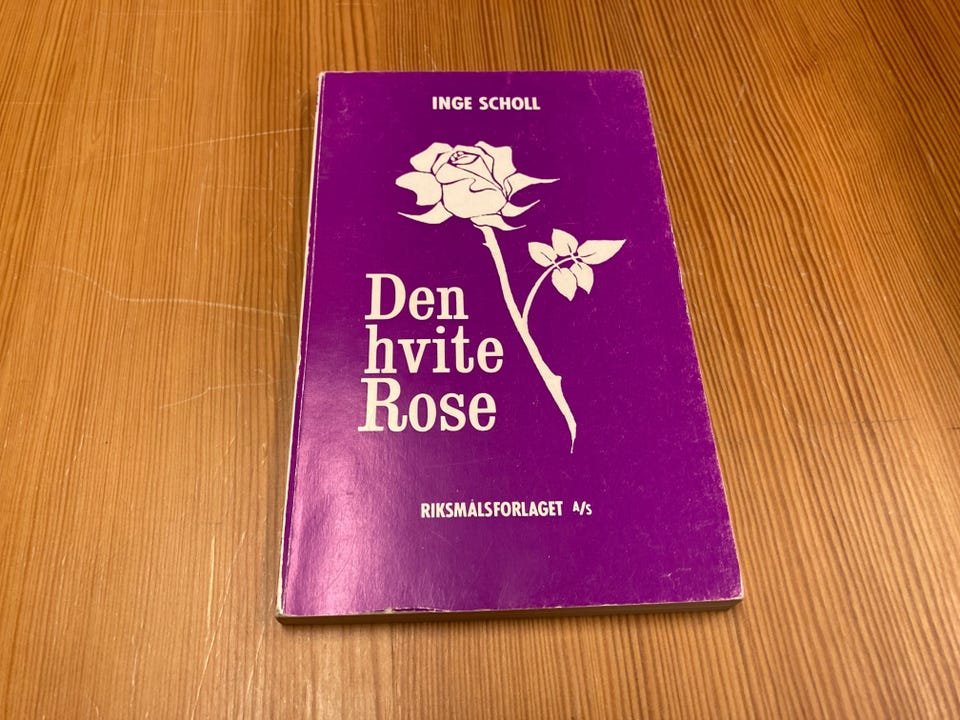 INGE SCHOLL
Den
hvite
Rose
RIKSMÅLSFORLAGET A/S